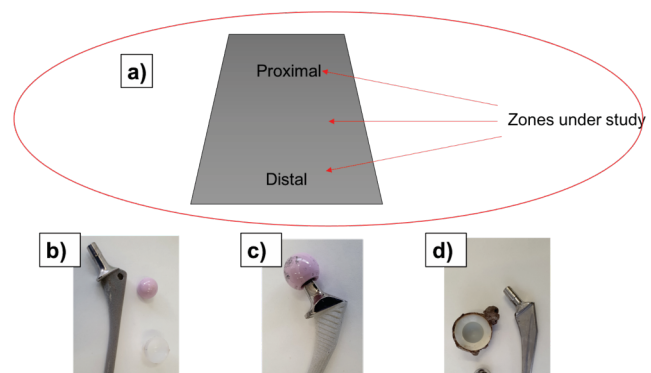 a)
Proximal
Zones under study
Distal
b)
c)
d)